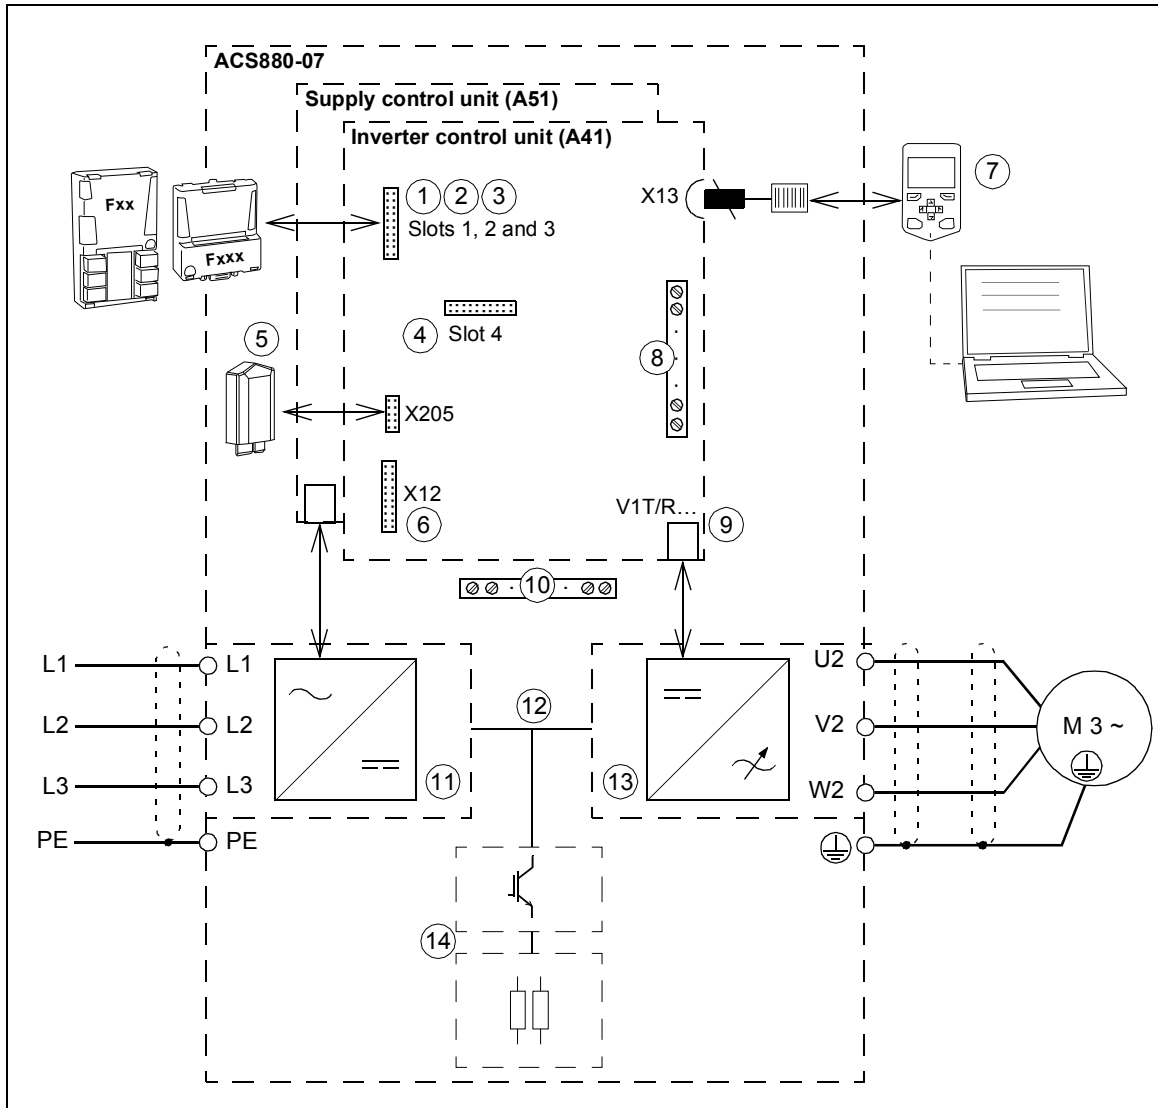 ACS880-07
Supply control unit (A51)
Inverter control unit (A41)
Fxx
Fxxx
1 2 3
Slots 1, 2 and 3
X13
7
4 Slot 4
5
8
X205
X12
6
V1T/R...
9
10
L1 L1
L2 L2
L3 L3
PE PE
11
12
13
U2
V2
W2
M 3 ~
14